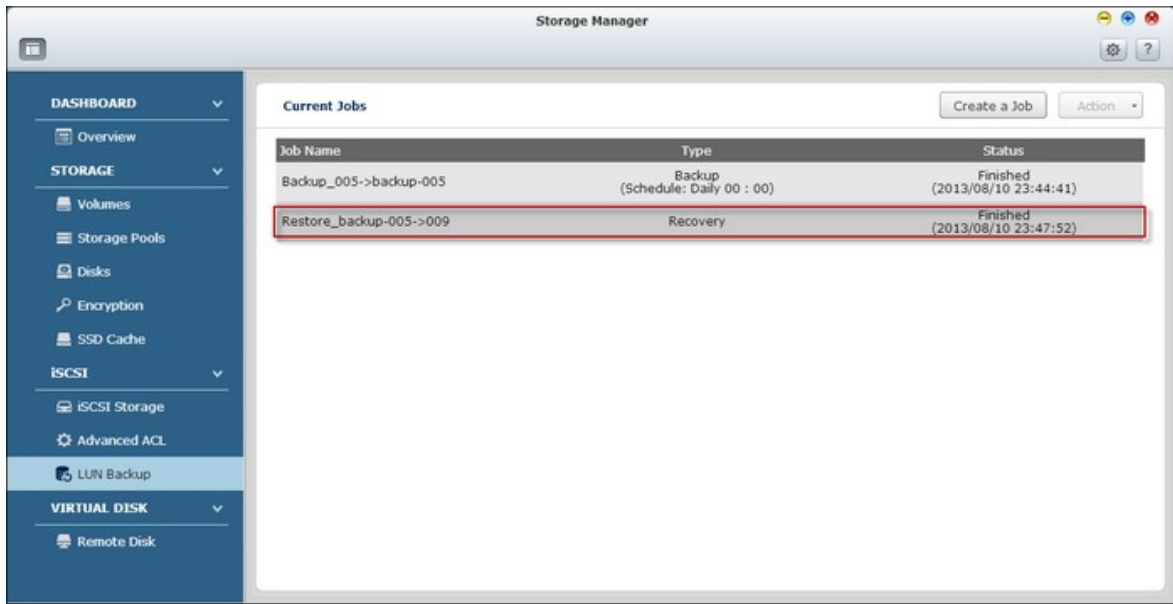 Storage Manager
?
DASHBOARD
Overview
STORAGE
Volumes
Storage Pools
Disks
Encryption
SSD Cache
iSCSI
iSCSI Storage
Advanced ACL
LUN Backup
VIRTUAL DISK
Remote Disk
Current Jobs
Create a Job
Action
Job Name Type Status
Backup_005->backup-005 Backup Finished
(Schedule: Daily 00 : 00) (2013/08/10 23:44:41)
Restore_backup-005->009 Recovery Finished
(2013/08/10 23:47:52)